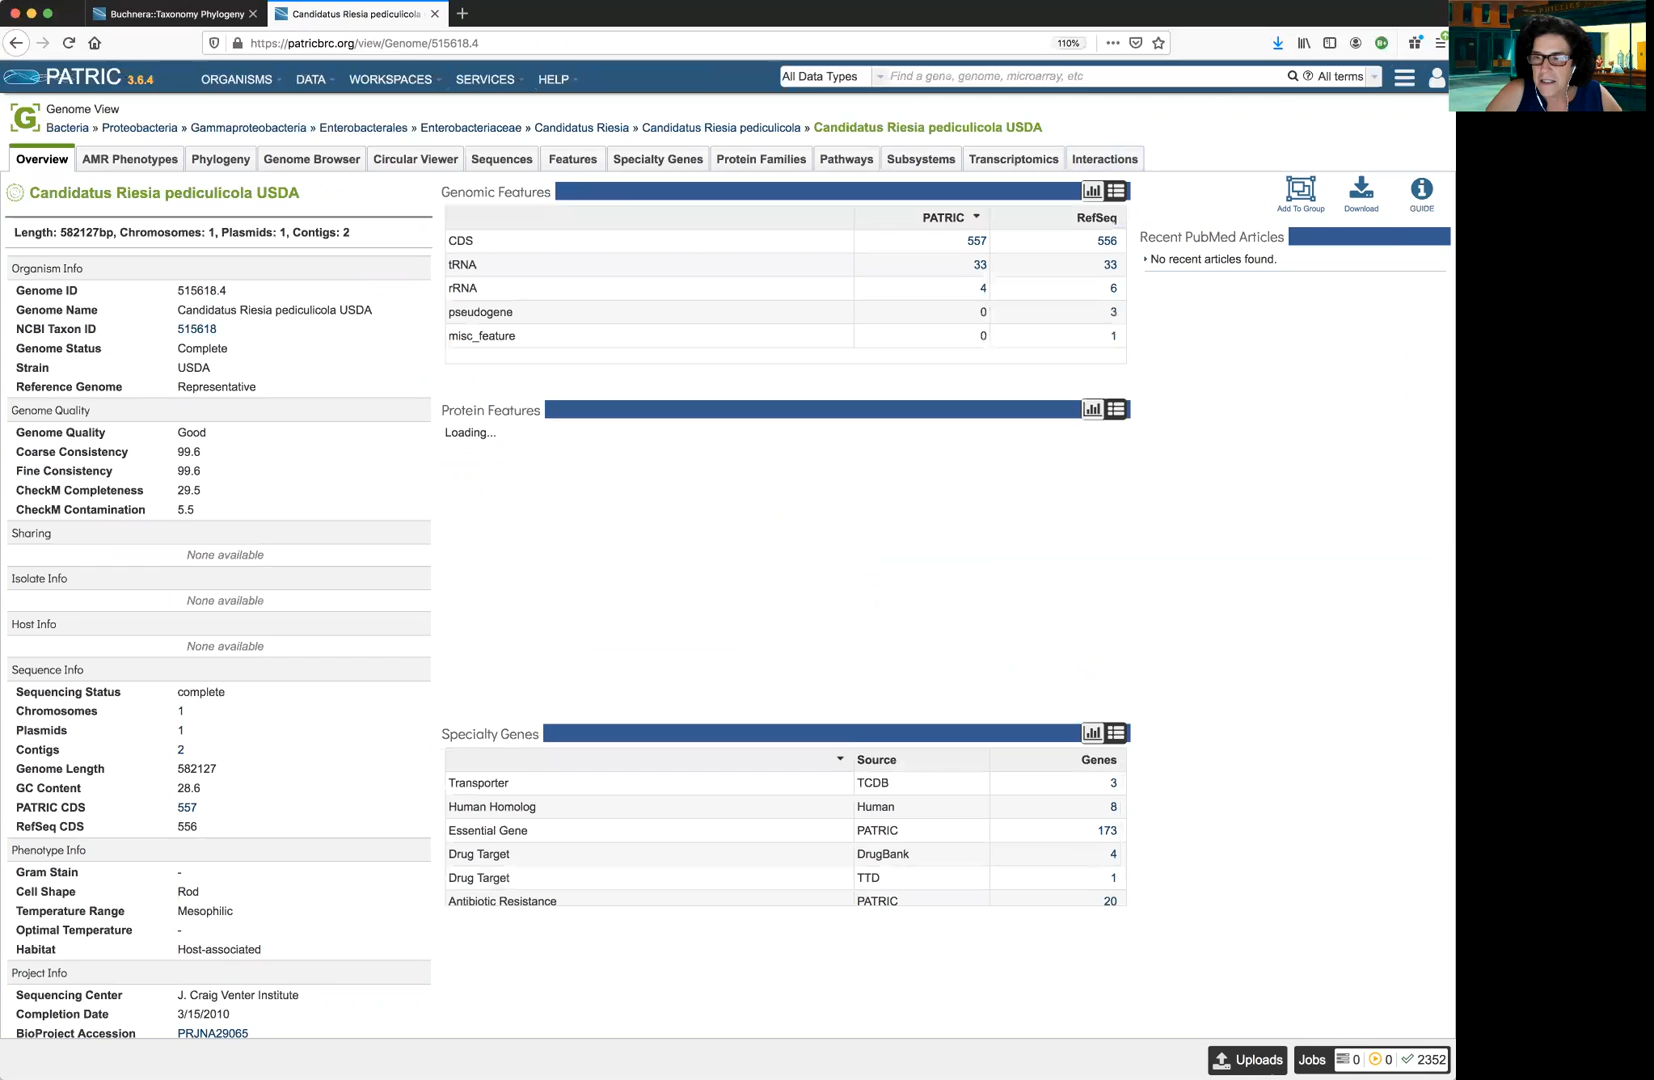 Buchnera::Taxonomy Phylogeny
Candidatus Riesia pediculicola
https://patricbrc.org/view/Genome/515618.4
110%
PATRIC 3.6.4
ORGANISMS DATA WORKSPACES SERVICES HELP
All Data Types
Find a gene, genome, microarray, etc
All terms
Genome View
Bacteria » Proteobacteria » Gammaproteobacteria » Enterobacterales » Enterobacteriaceae » Candidatus Riesia » Candidatus Riesia pediculicola » Candidatus Riesia pediculicola USDA
Overview AMR Phenotypes Phylogeny Genome Browser Circular Viewer Sequences Features Specialty Genes Protein Families Pathways Subsystems Transcriptomics Interactions
Candidatus Riesia pediculicola USDA
Length: 582127bp, Chromosomes: 1, Plasmids: 1, Contigs: 2
Organism Info
Genome ID 515618.4
Genome Name Candidatus Riesia pediculicola USDA
NCBI Taxon ID 515618
Genome Status Complete
Strain USDA
Reference Genome Representative
Genome Quality
Genome Quality Good
Coarse Consistency 99.6
Fine Consistency 99.6
CheckM Completeness 29.5
CheckM Contamination 5.5
Sharing
None available
Isolate Info
None available
Host Info
None available
Sequence Info
Sequencing Status complete
Chromosomes 1
Plasmids 1
Contigs 2
Genome Length 582127
GC Content 28.6
PATRIC CDS 557
RefSeq CDS 556
Phenotype Info
Gram Stain -
Cell Shape Rod
Temperature Range Mesophilic
Optimal Temperature -
Habitat Host-associated
Project Info
Sequencing Center J. Craig Venter Institute
Completion Date 3/15/2010
BioProject Accession PRJNA29065
Genomic Features
PATRIC RefSeq
CDS 557 556
tRNA 33 33
rRNA 4 6
pseudogene 0 3
misc_feature 0 1
Protein Features
Loading...
Specialty Genes
Source Genes
Transporter TCDB 3
Human Homolog Human 8
Essential Gene PATRIC 173
Drug Target DrugBank 4
Drug Target TTD 1
Antibiotic Resistance PATRIC 20
Add To Group Download GUIDE
Recent PubMed Articles
No recent articles found.
Uploads Jobs 0 0 2352